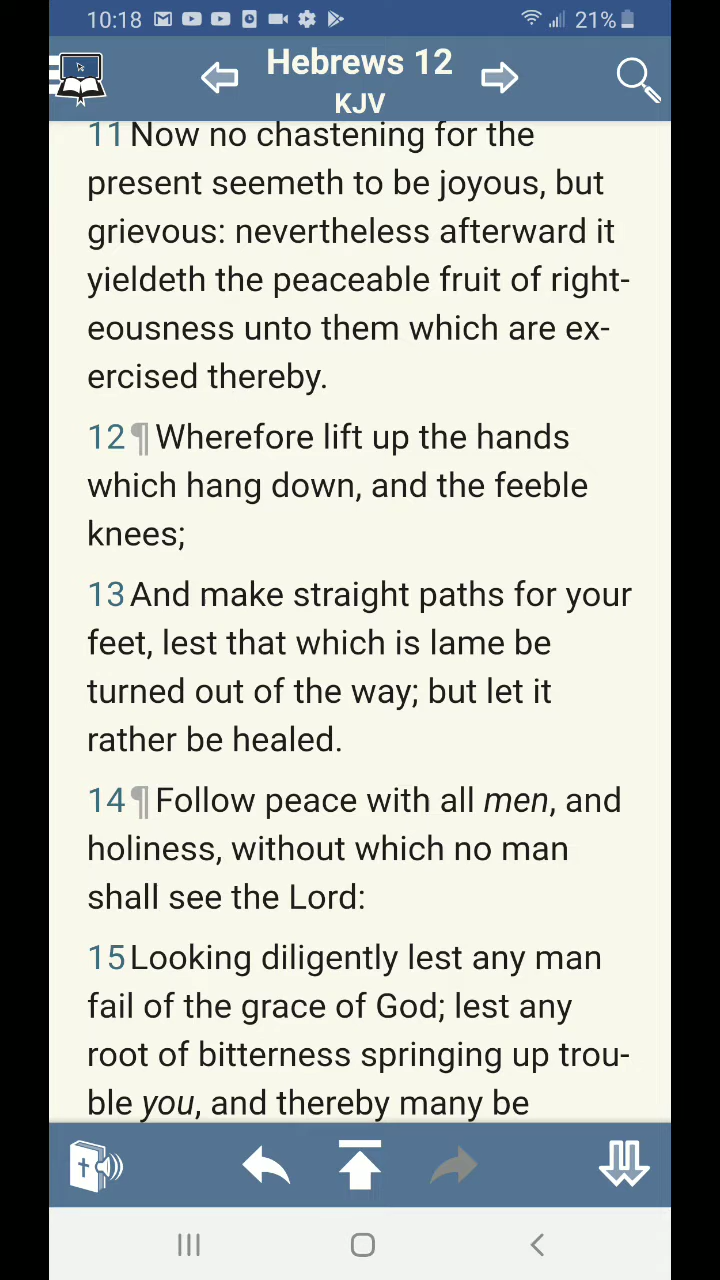 10:18 21%
Hebrews 12
KJV
11 Now no chastening for the
present seemeth to be joyous, but
grievous: nevertheless afterward it
yieldeth the peaceable fruit of right-
eousness unto them which are ex-
ercised thereby.
12 ¶ Wherefore lift up the hands
which hang down, and the feeble
knees;
13 And make straight paths for your
feet, lest that which is lame be
turned out of the way; but let it
rather be healed.
14 ¶ Follow peace with all men, and
holiness, without which no man
shall see the Lord:
15 Looking diligently lest any man
fail of the grace of God; lest any
root of bitterness springing up trou-
ble you, and thereby many be